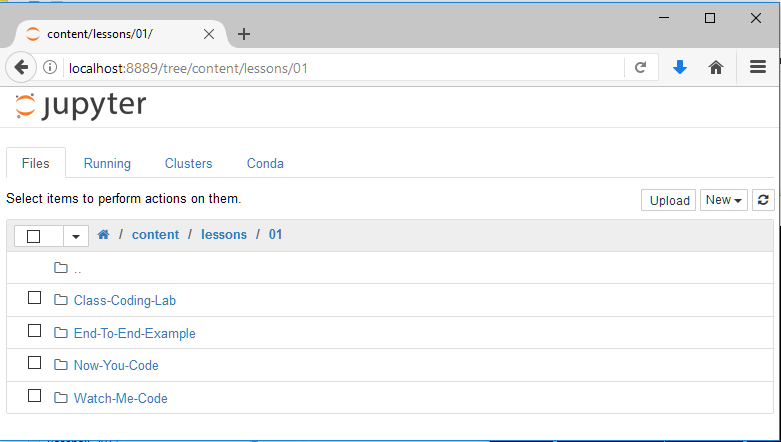 content/lessons/01/
localhost:8889/tree/content/lessons/01
jupyter
Files Running Clusters Conda
Select items to perform actions on them. Upload New
/ content / lessons / 01
..
Class-Coding-Lab
End-To-End-Example
Now-You-Code
Watch-Me-Code